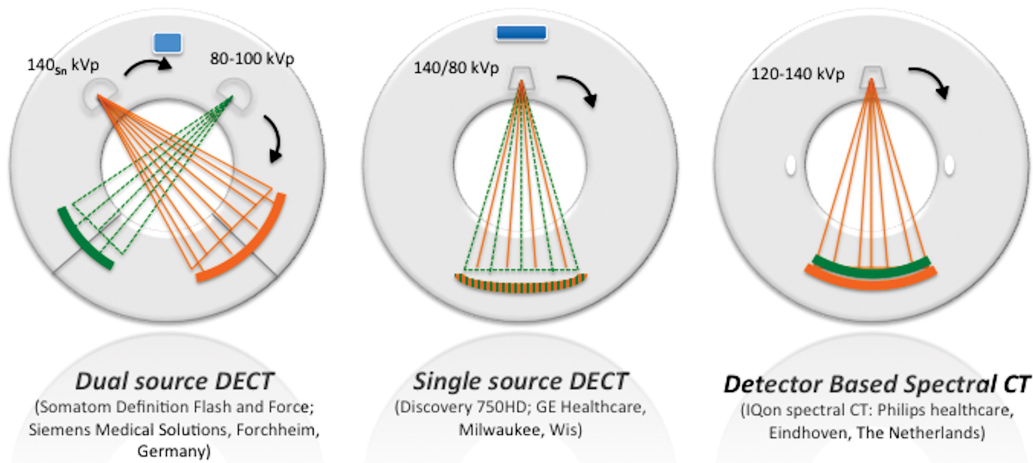 140Sn kVp
80-100 kVp
Dual source DECT
(Somatom Definition Flash and Force;
Siemens Medical Solutions, Forchheim,
Germany)
140/80 kVp
Single source DECT
(Discovery 750HD; GE Healthcare,
Milwaukee, Wis)
120-140 kVp
Detector Based Spectral CT
(IQon spectral CT: Philips healthcare,
Eindhoven, The Netherlands)